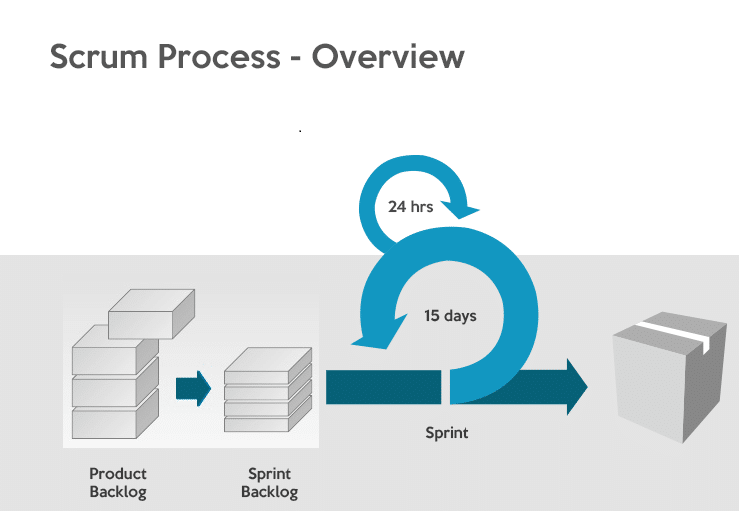 Scrum Process - Overview
.
24 hrs
15 days
Sprint
Product
Backlog
Sprint
Backlog